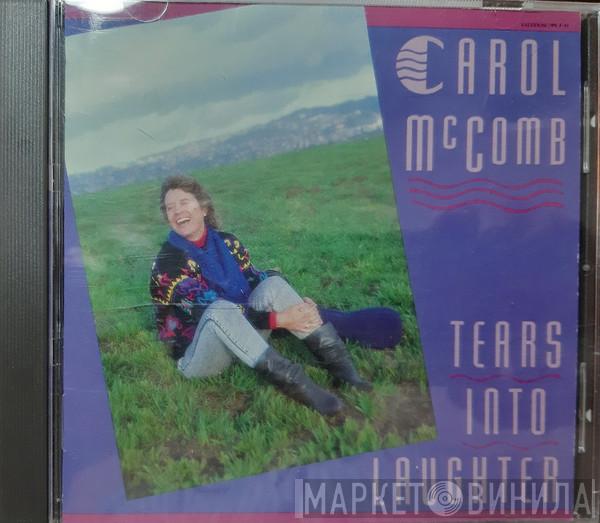 CAROL
McCOMB
TEARS
INTO
LAUGHTER
МАРКЕТ ВИНИЛА